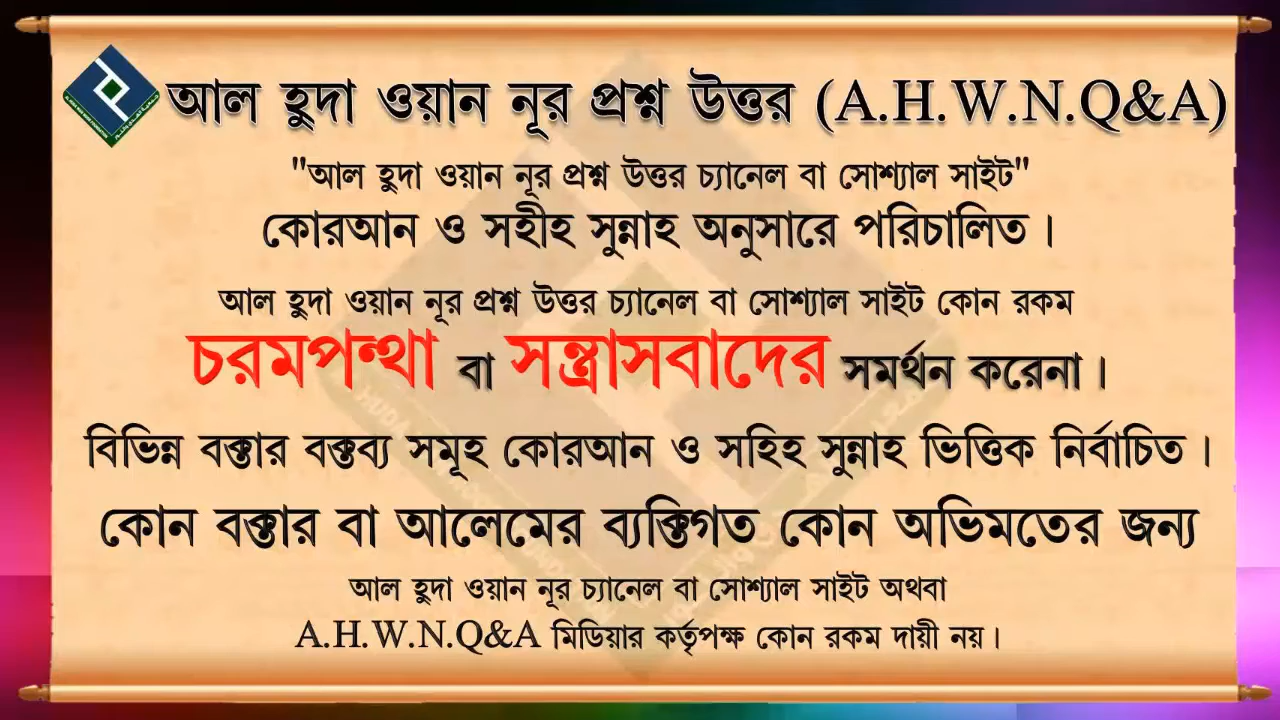 আল হুদা ওয়ান নূর প্রশ্ন উত্তর (A.H.W.N.Q&A)
"আল হুদা ওয়ান নূর প্রশ্ন উত্তর চ্যানেল বা সোশ্যাল সাইট"
কোরআন ও সহীহ সুন্নাহ অনুসারে পরিচালিত।
আল হুদা ওয়ান নূর প্রশ্ন উত্তর চ্যানেল বা সোশ্যাল সাইট কোন রকম
চরমপন্থা বা সন্ত্রাসবাদের সমর্থন করেনা।
বিভিন্ন বক্তার বক্তব্য সমূহ কোরআন ও সহিহ সুন্নাহ ভিত্তিক নির্বাচিত।
কোন বক্তার বা আলেমের ব্যক্তিগত কোন অভিমতের জন্য
আল হুদা ওয়ান নূর চ্যানেল বা সোশ্যাল সাইট অথবা
A.H.W.N.Q&A মিডিয়ার কর্তৃপক্ষ কোন রকম দায়ী নয়।